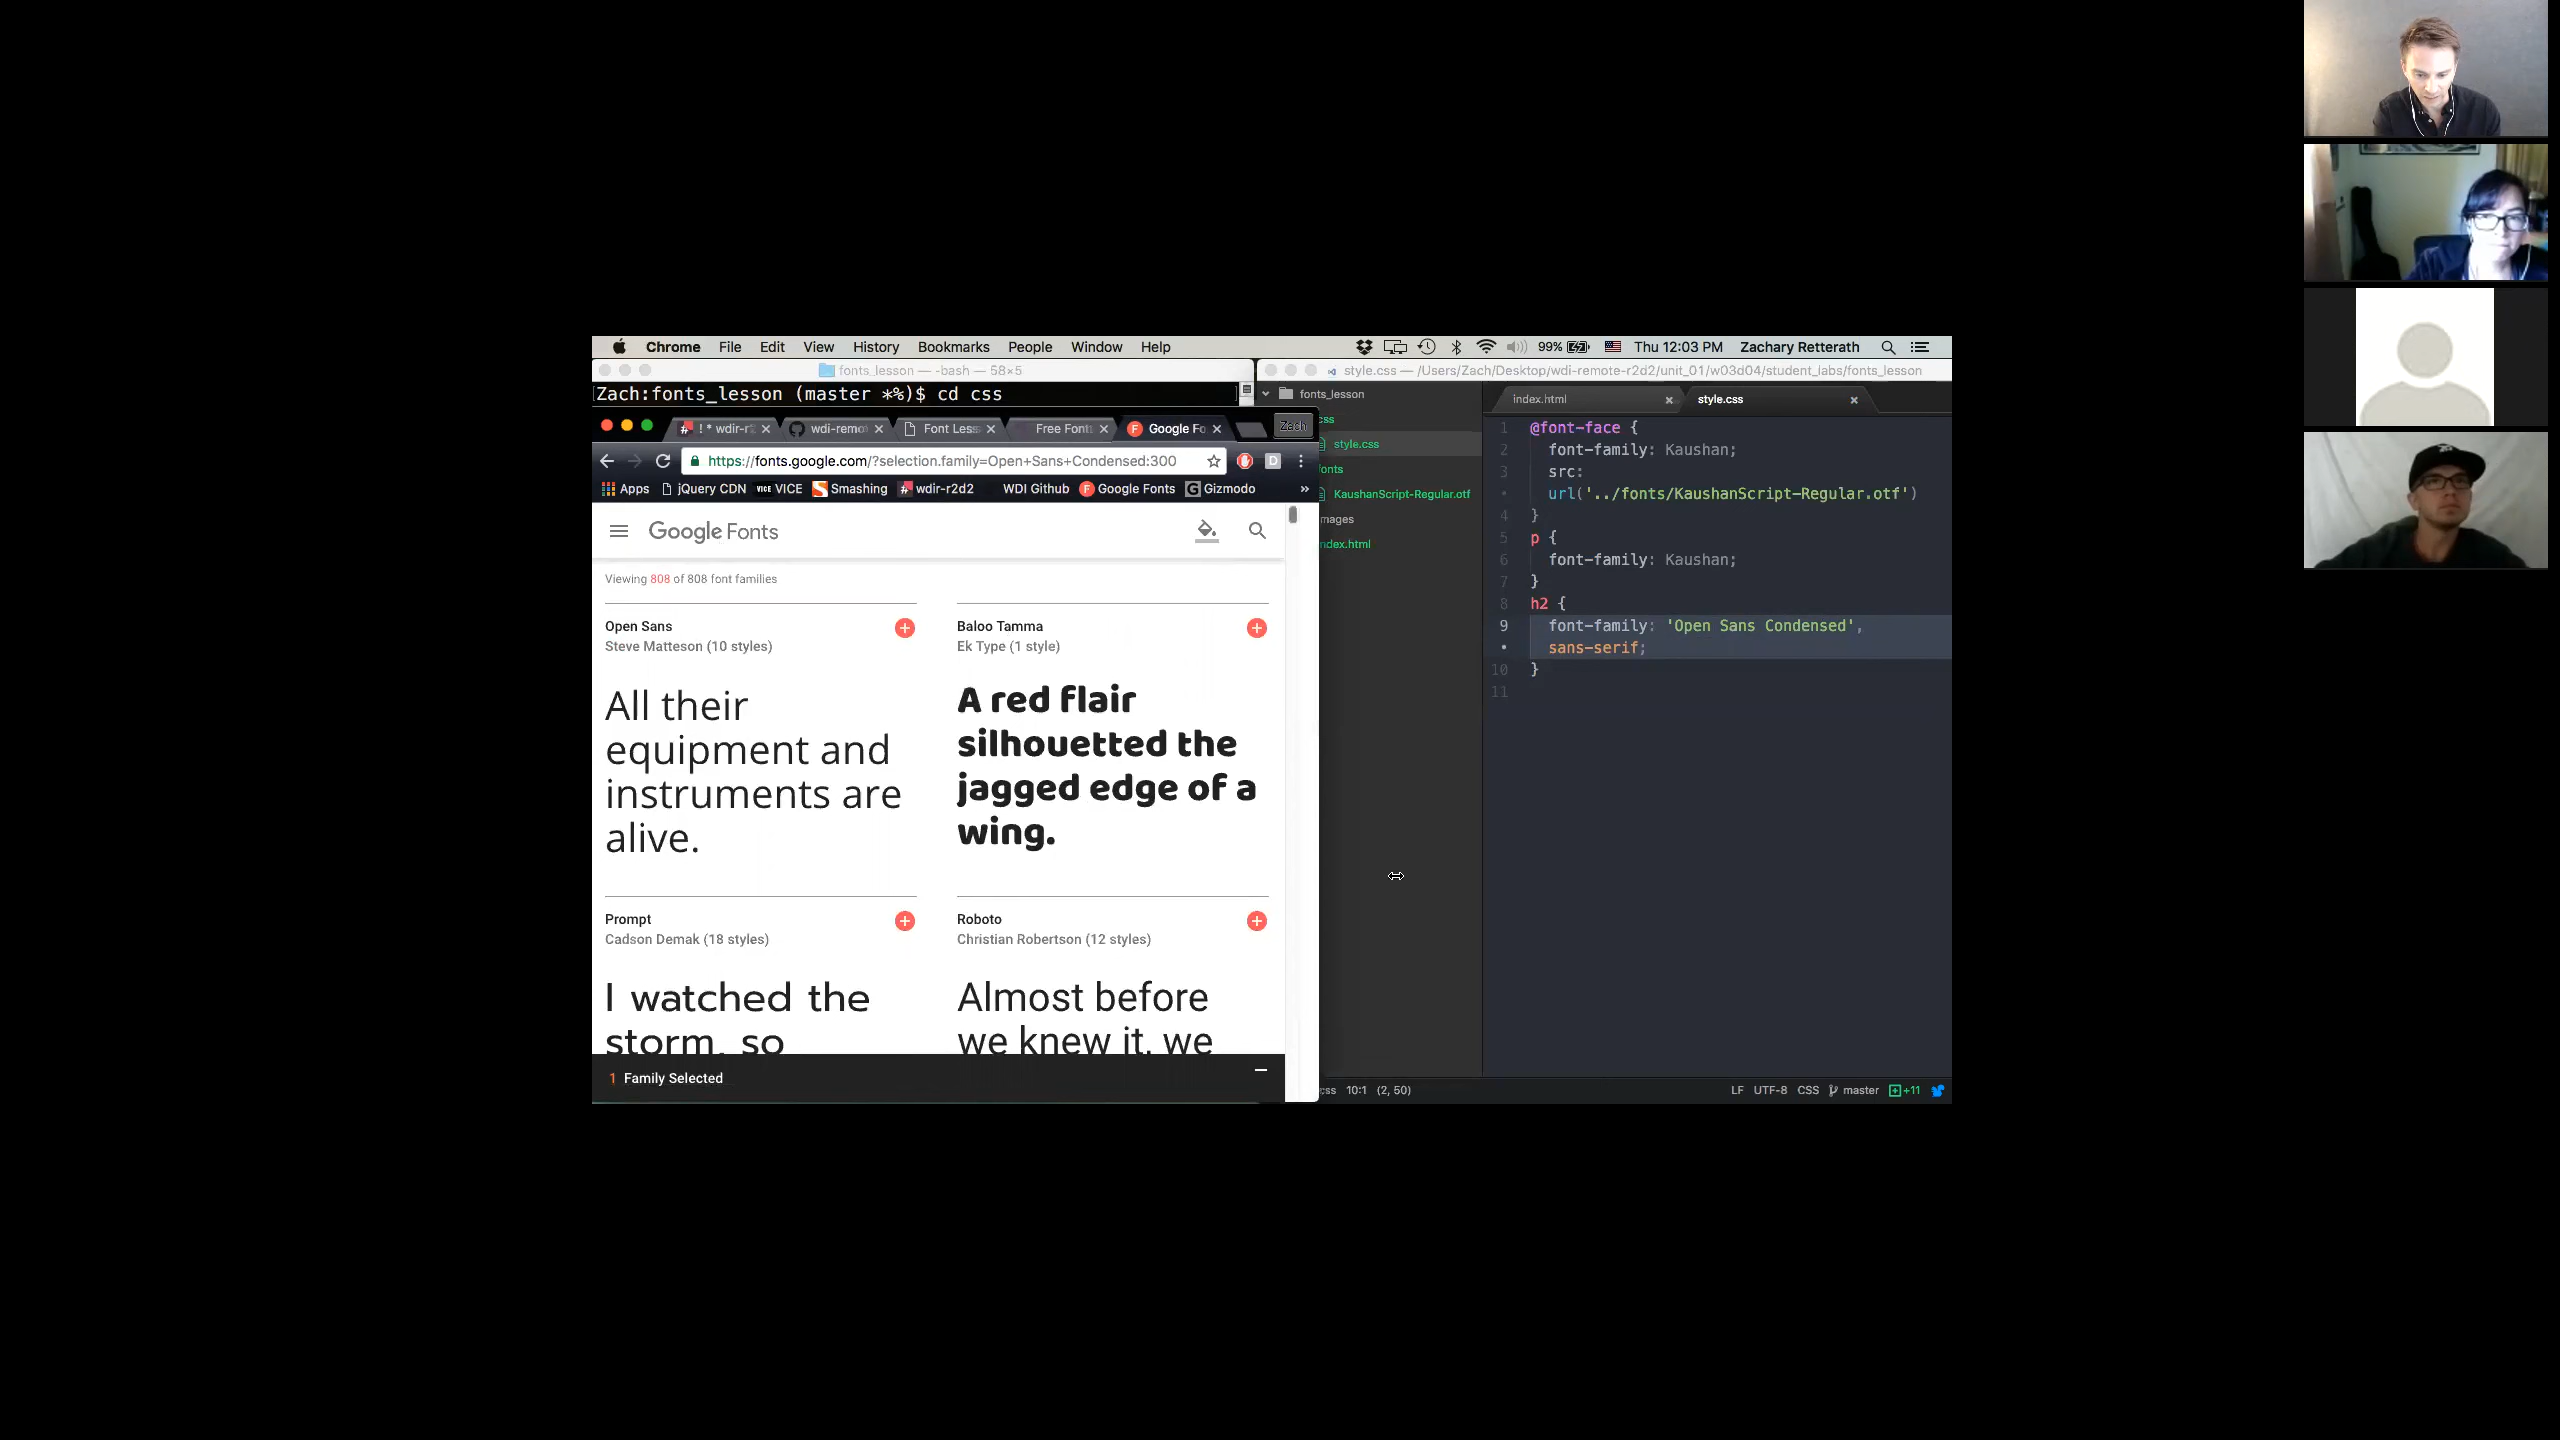 Chrome File Edit View History Bookmarks People Window Help
99% Thu 12:03 PM Zachary Retterath
fonts_lesson — -bash — 58×5
Zach:fonts_lesson (master *%)$ cd css
! * wdir-r2 wdi-remo Font Less Free Font Google Fo Zach
https://fonts.google.com/?selection.family=Open+Sans+Condensed:300
Apps jQuery CDN VICE VICE Smashing wdir-r2d2 WDI Github Google Fonts Gizmodo »
Google Fonts
Viewing 808 of 808 font families
Open Sans
Steve Matteson (10 styles)
All their
equipment and
instruments are
alive.
Baloo Tamma
Ek Type (1 style)
A red flair
silhouetted the
jagged edge of a
wing.
Prompt
Cadson Demak (18 styles)
I watched the
storm, so
Roboto
Christian Robertson (12 styles)
Almost before
we knew it, we
1 Family Selected
style.css — /Users/Zach/Desktop/wdi-remote-r2d2/unit_01/w03d04/student_labs/fonts_lesson
fonts_lesson
css
style.css
fonts
KaushanScript-Regular.otf
mages
index.html
index.html
style.css
1 @font-face {
2 font-family: Kaushan;
3 src:
• url('../fonts/KaushanScript-Regular.otf')
4 }
5 p {
6 font-family: Kaushan;
7 }
8 h2 {
9 font-family: 'Open Sans Condensed',
• sans-serif;
10 }
11
css 10:1 (2, 50)
LF UTF-8 CSS master +11